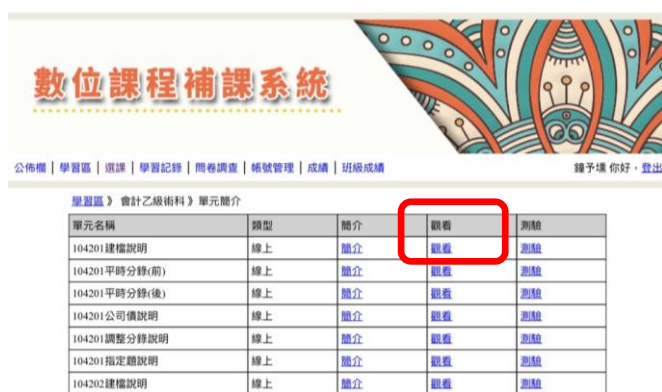 數位課程補課系統
公佈欄 | 學習區 | 選課 | 學習記錄 | 問卷調查 | 帳號管理 | 成績 | 班級成績 鐘予壎 你好，登出
學習區 》 會計乙級術科 》 單元簡介
單元名稱 類型 簡介 觀看 測驗
104201建檔說明 線上 簡介 觀看 測驗
104201平時分錄(前) 線上 簡介 觀看 測驗
104201平時分錄(後) 線上 簡介 觀看 測驗
104201公司債說明 線上 簡介 觀看 測驗
104201調整分錄說明 線上 簡介 觀看 測驗
104201指定題說明 線上 簡介 觀看 測驗
104202建檔說明 線上 簡介 觀看 測驗